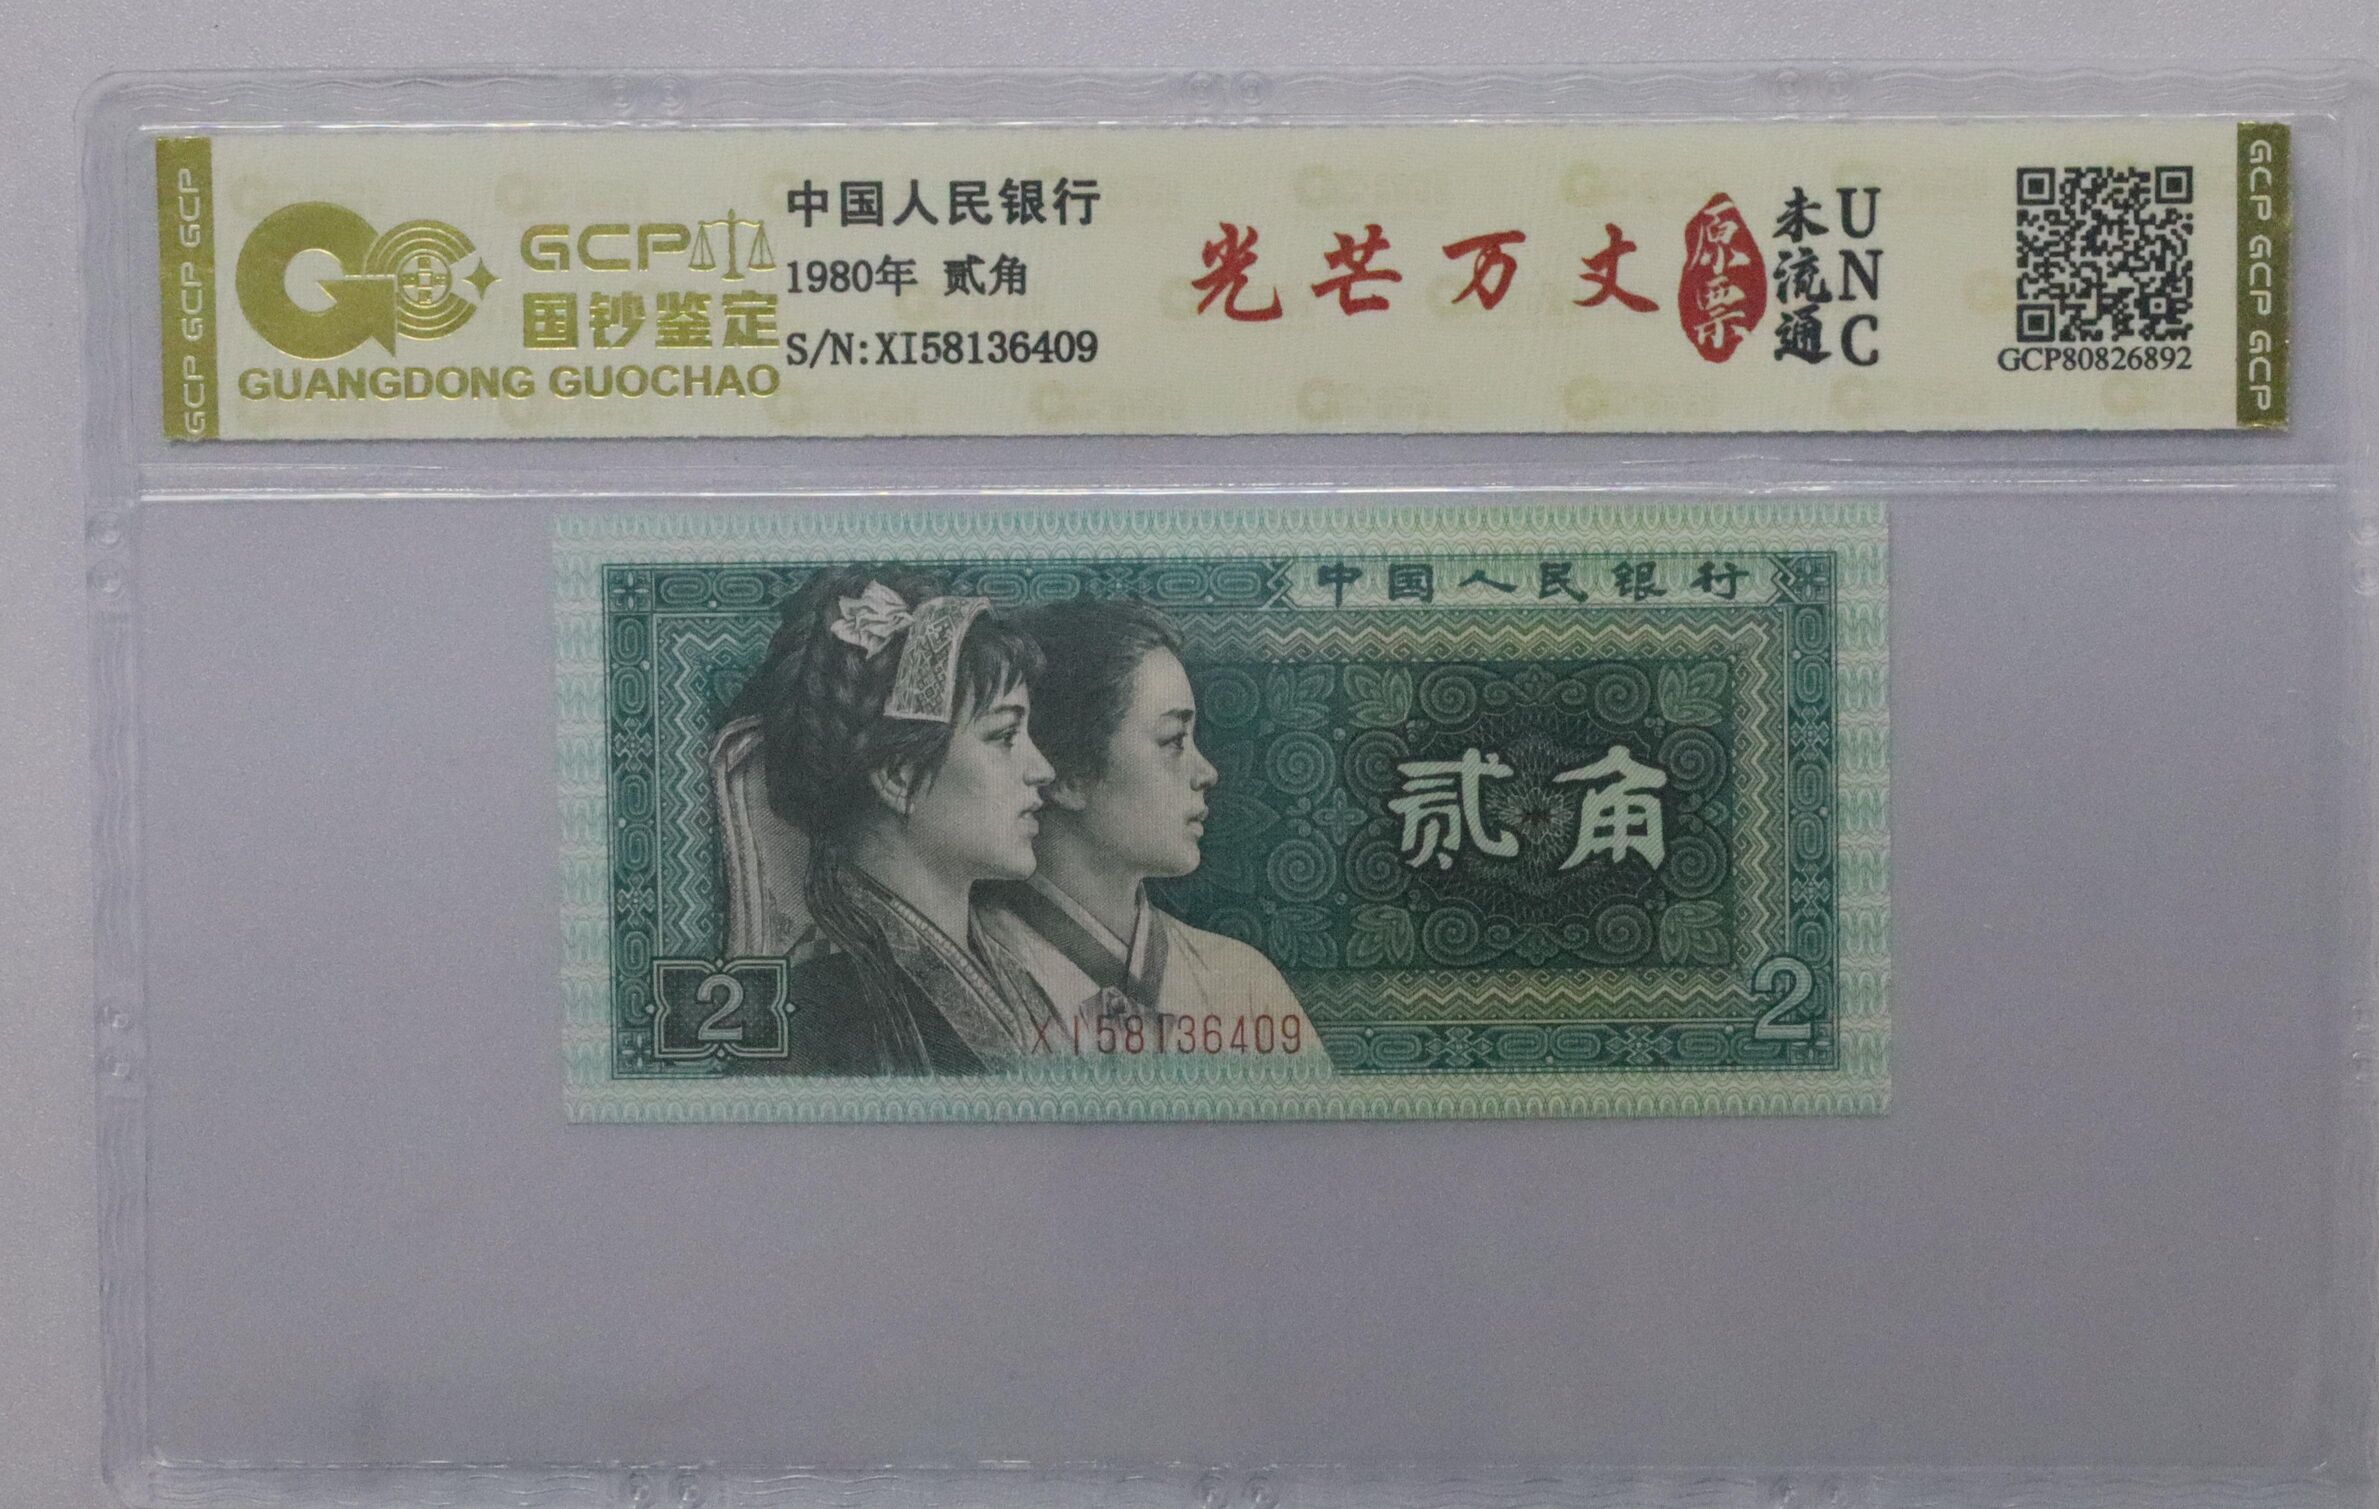 GCP GCP GCP
GCP
国钞鉴定
GUANGDONG GUOCHAO
中国人民银行
1980年 贰角
S/N:XI58136409
光芒万丈
原票
未流通
UNC
GCP80826892
GCP GCP GCP
中国人民银行
贰角
2
2
XI58136409